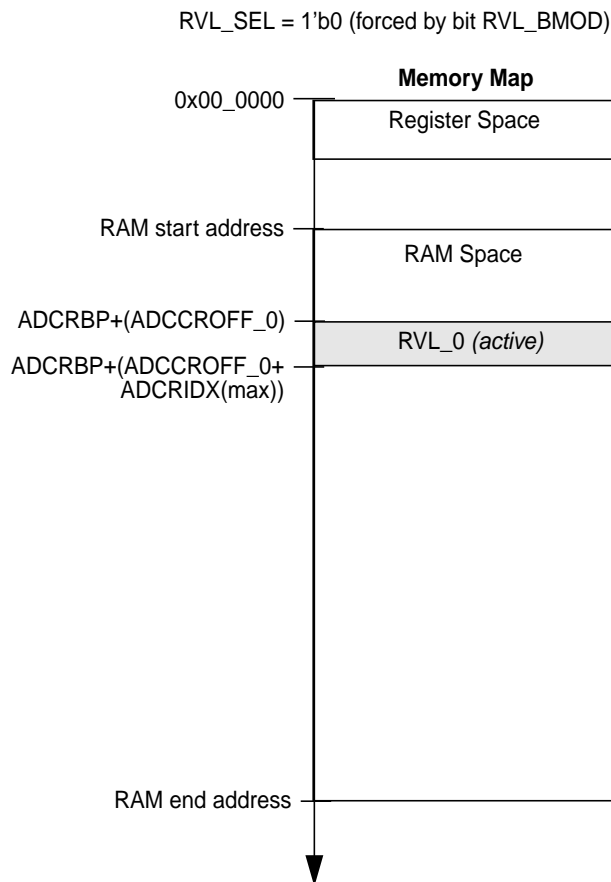 RVL_SEL = 1'b0 (forced by bit RVL_BMOD)
Memory Map
0x00_0000
Register Space
RAM start address
RAM Space
ADCRBP+(ADCCROFF_0)
RVL_0 (active)
ADCRBP+(ADCCROFF_0+
ADCRIDX(max))
RAM end address